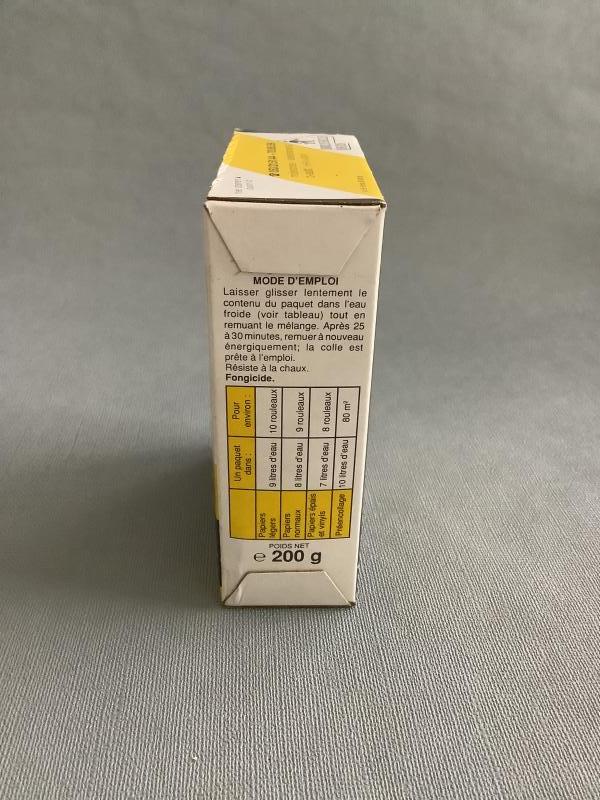 MODE D'EMPLOI
Laisser glisser lentement le
contenu du paquet dans l'eau
froide (voir tableau) tout en
remuant le mélange. Après 25
à 30 minutes, remuer à nouveau
énergiquement; la colle est
prête à l'emploi.
Résiste à la chaux.
Fongicide.
Un paquet
dans :
Pour
environ :
Papiers
légers
9 litres d'eau
10 rouleaux
Papiers
normaux
8 litres d'eau
9 rouleaux
Papiers épais
et vinyls
7 litres d'eau
8 rouleaux
Préencollage
10 litres d'eau
80 m²
POIDS NET
e 200 g